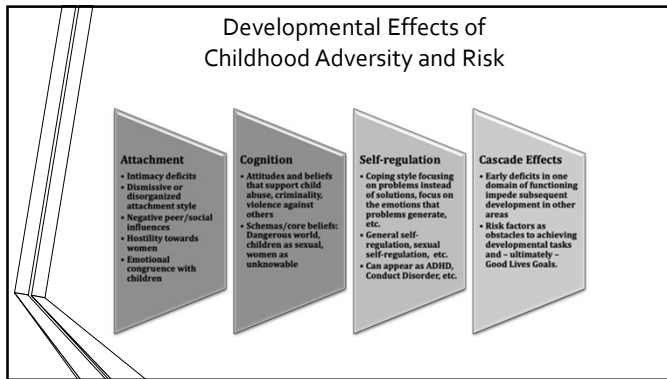 Developmental Effects of
Childhood Adversity and Risk
Attachment
• Intimacy deficits
• Dismissive or
disorganized
attachment style
• Negative peer/social
influences
• Hostility towards
women
• Emotional
congruence with
children
Cognition
• Attitudes and beliefs
that support child
abuse, criminality,
violence against
others
• Schemas/core beliefs:
Dangerous world,
children as sexual,
women as
unknowable
Self-regulation
• Coping style focusing
on problems instead
of solutions, focus on
the emotions that
problems generate,
etc.
• General self-
regulation, sexual
self-regulation, etc.
• Can appear as ADHD,
Conduct Disorder, etc.
Cascade Effects
• Early deficits in one
domain of functioning
impede subsequent
development in other
areas
• Risk factors as
obstacles to achieving
developmental tasks
and – ultimately –
Good Lives Goals.